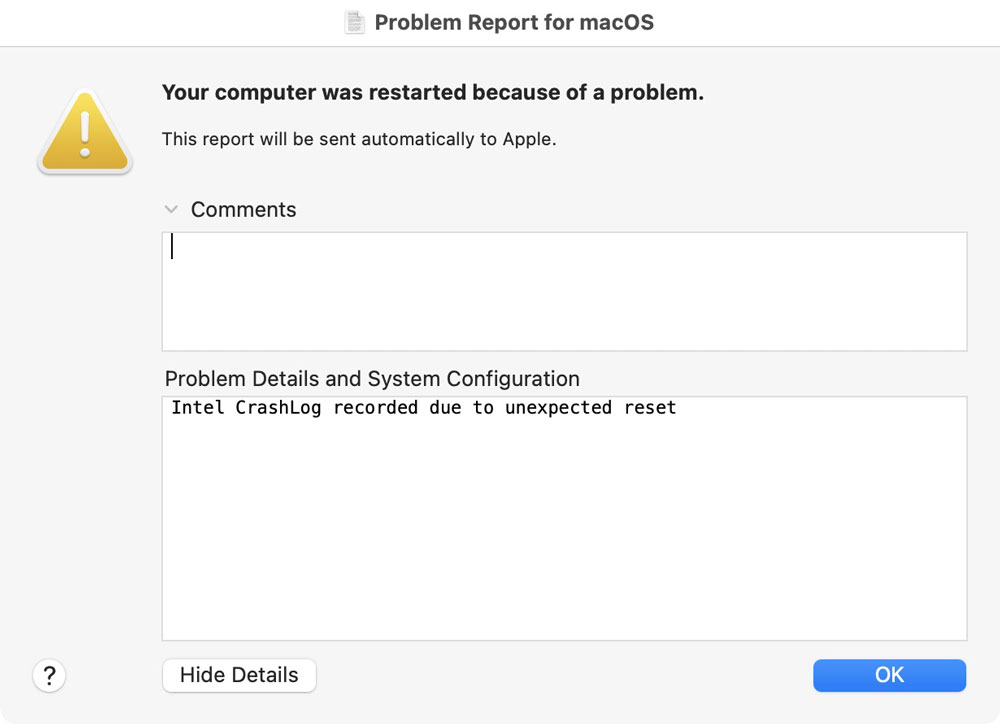 Problem Report for macOS
Your computer was restarted because of a problem.
This report will be sent automatically to Apple.
Comments
Problem Details and System Configuration
Intel CrashLog recorded due to unexpected reset
?
Hide Details
OK